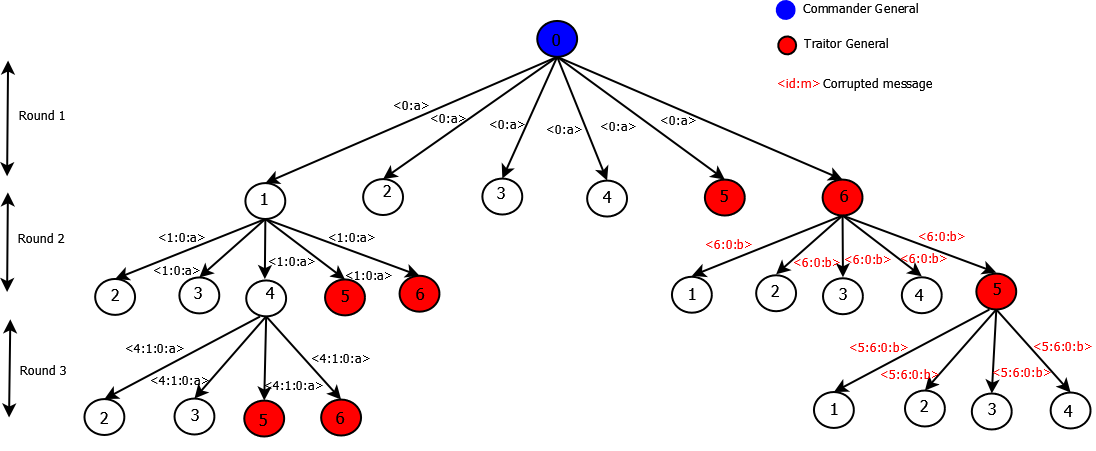 Commander General
0
Traitor General
<id:m> Corrupted message
Round 1
<0:a>
<0:a>
<0:a>
<0:a>
<0:a>
<0:a>
1
2
3
4
5
6
Round 2
<1:0:a>
<1:0:a>
<1:0:a>
<1:0:a>
<1:0:a>
<6:0:b>
<6:0:b>
<6:0:b>
<6:0:b>
<6:0:b>
2
3
4
5
6
1
2
3
4
5
Round 3
<4:1:0:a>
<4:1:0:a>
<4:1:0:a>
<4:1:0:a>
<5:6:0:b>
<5:6:0:b>
<5:6:0:b>
<5:6:0:b>
2
3
5
6
1
2
3
4